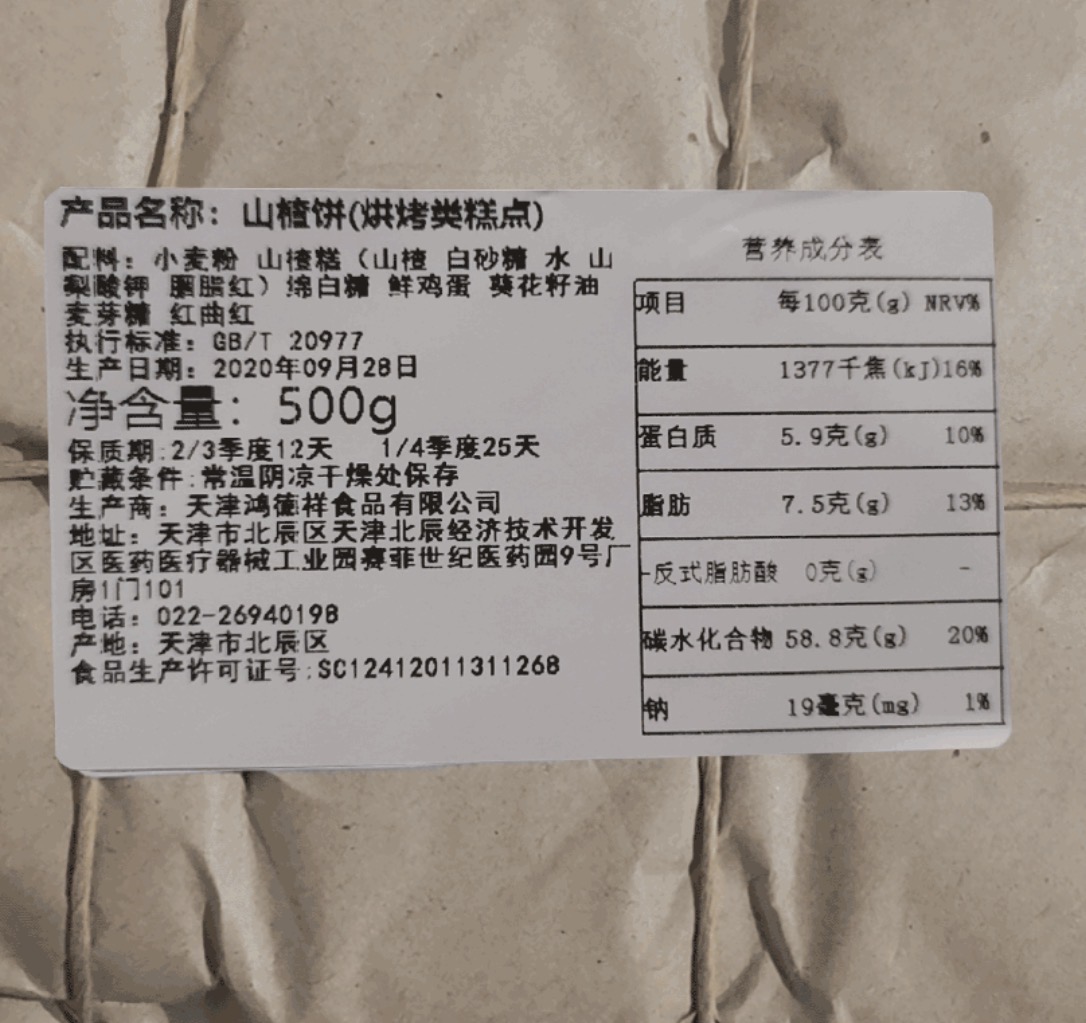 产品名称：山楂饼(烘烤类糕点)
配料：小麦粉 山楂糕（山楂 白砂糖 水 山
梨酸钾 胭脂红）绵白糖 鲜鸡蛋 葵花籽油
麦芽糖 红曲红
执行标准：GB/T 20977
生产日期：2020年09月28日
净含量：500g
保质期:2/3季度12天 1/4季度25天
贮藏条件:常温阴凉干燥处保存
生产商：天津鸿德祥食品有限公司
地址：天津市北辰区天津北辰经济技术开发
区医药医疗器械工业园赛菲世纪医药园9号厂
房1门101
电话：022-26940198
产地：天津市北辰区
食品生产许可证号:SC12412011311268
营养成分表
项目 每100克(g) NRV%
能量 1377千焦(kJ)16%
蛋白质 5.9克(g) 10%
脂肪 7.5克(g) 13%
-反式脂肪酸 0克(g) -
碳水化合物 58.8克(g) 20%
钠 19毫克(mg) 1%